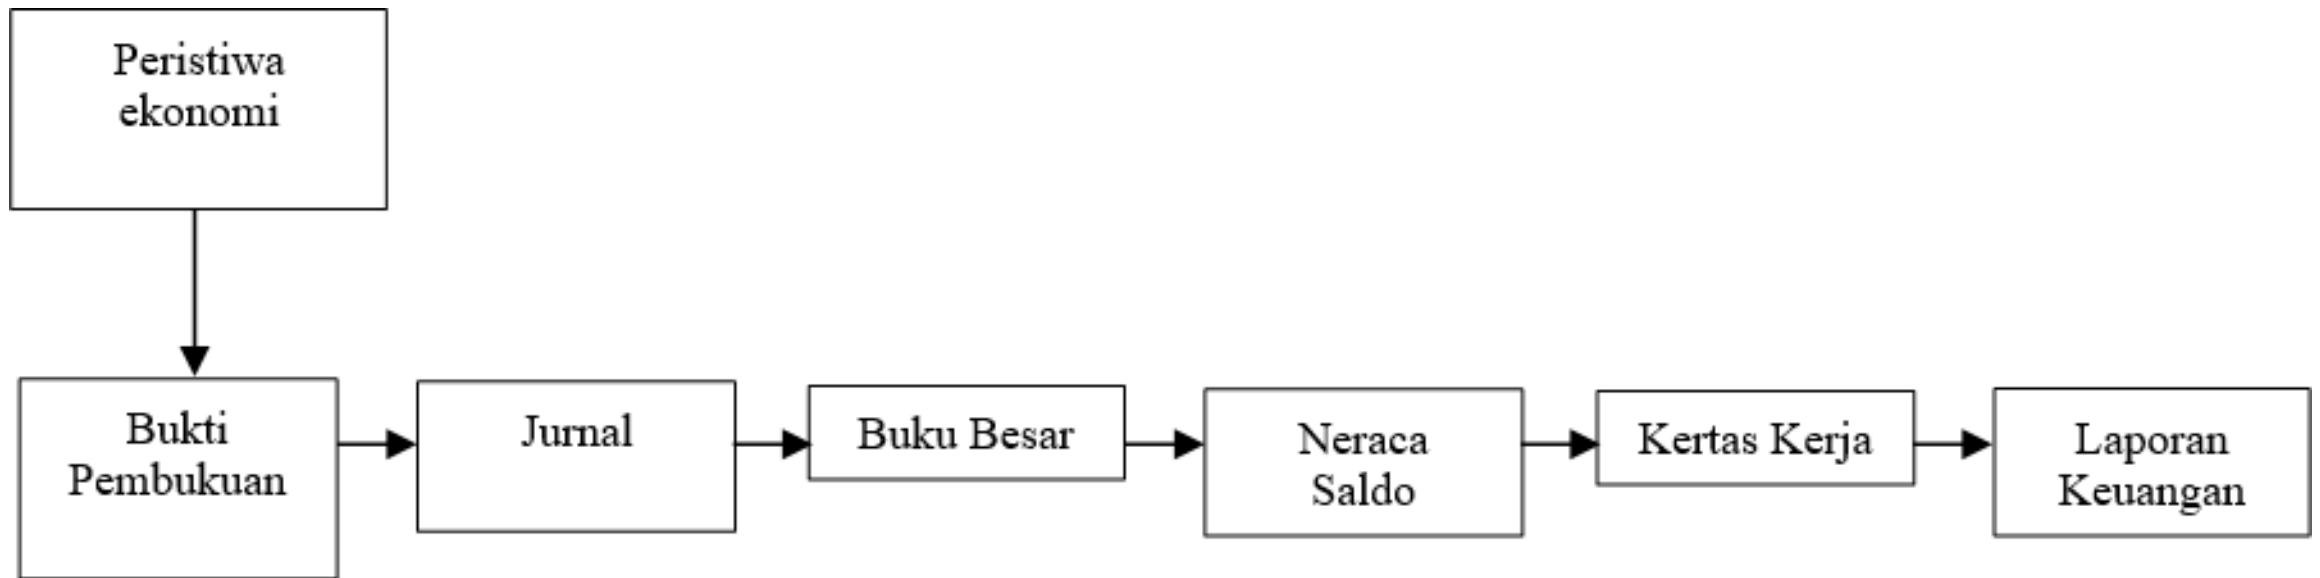 Peristiwa
ekonomi
Bukti
Pembukuan
Jurnal
Buku Besar
Neraca
Saldo
Kertas Kerja
Laporan
Keuangan